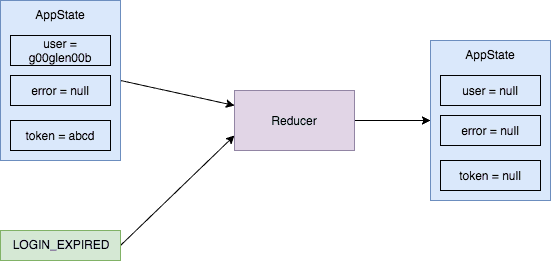 AppState
user =
g00glen00b
error = null
token = abcd
LOGIN_EXPIRED
Reducer
AppState
user = null
error = null
token = null